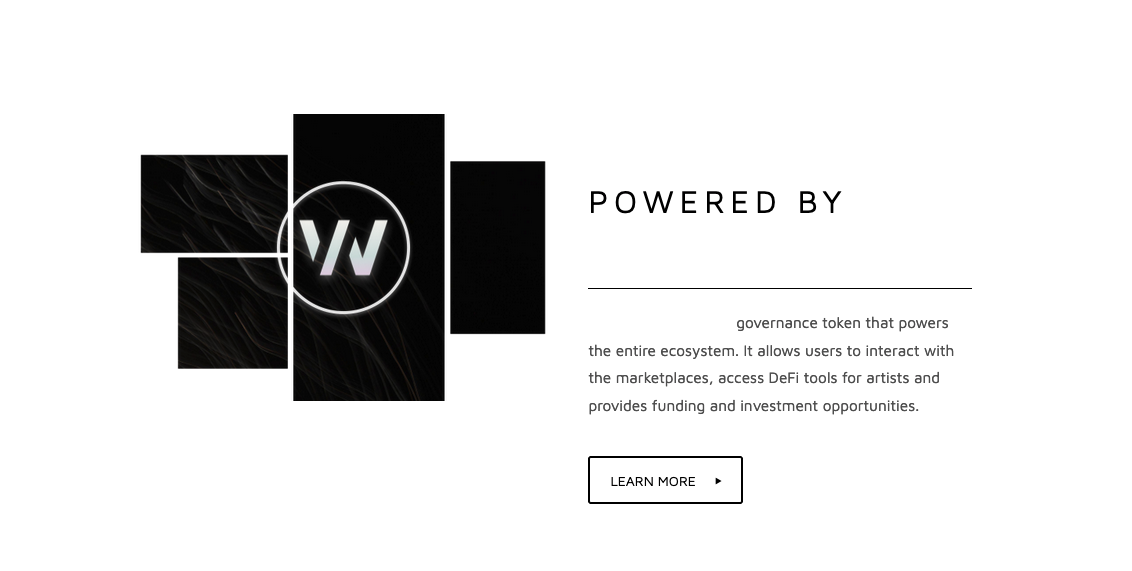 W
POWERED BY
governance token that powers
the entire ecosystem. It allows users to interact with
the marketplaces, access DeFi tools for artists and
provides funding and investment opportunities.
LEARN MORE